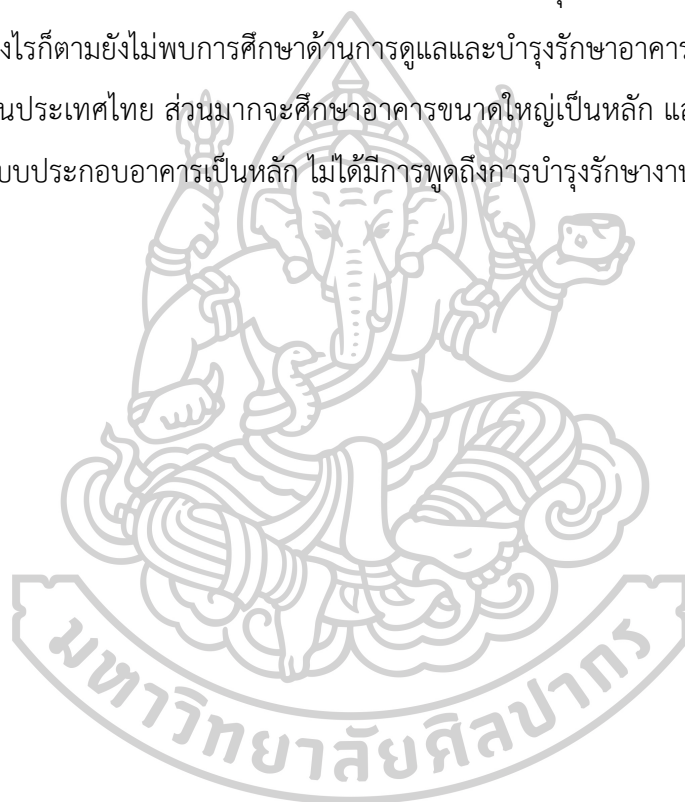 งไรก็ตามยังไม่พบการศึกษาด้านการดูแลและบำรุงรักษาอาคาร
นประเทศไทย ส่วนมากจะศึกษาอาคารขนาดใหญ่เป็นหลัก แล
บบประกอบอาคารเป็นหลัก ไม่ได้มีการพูดถึงการบำรุงรักษางาน
มหาวิทยาลัยศิลปากร